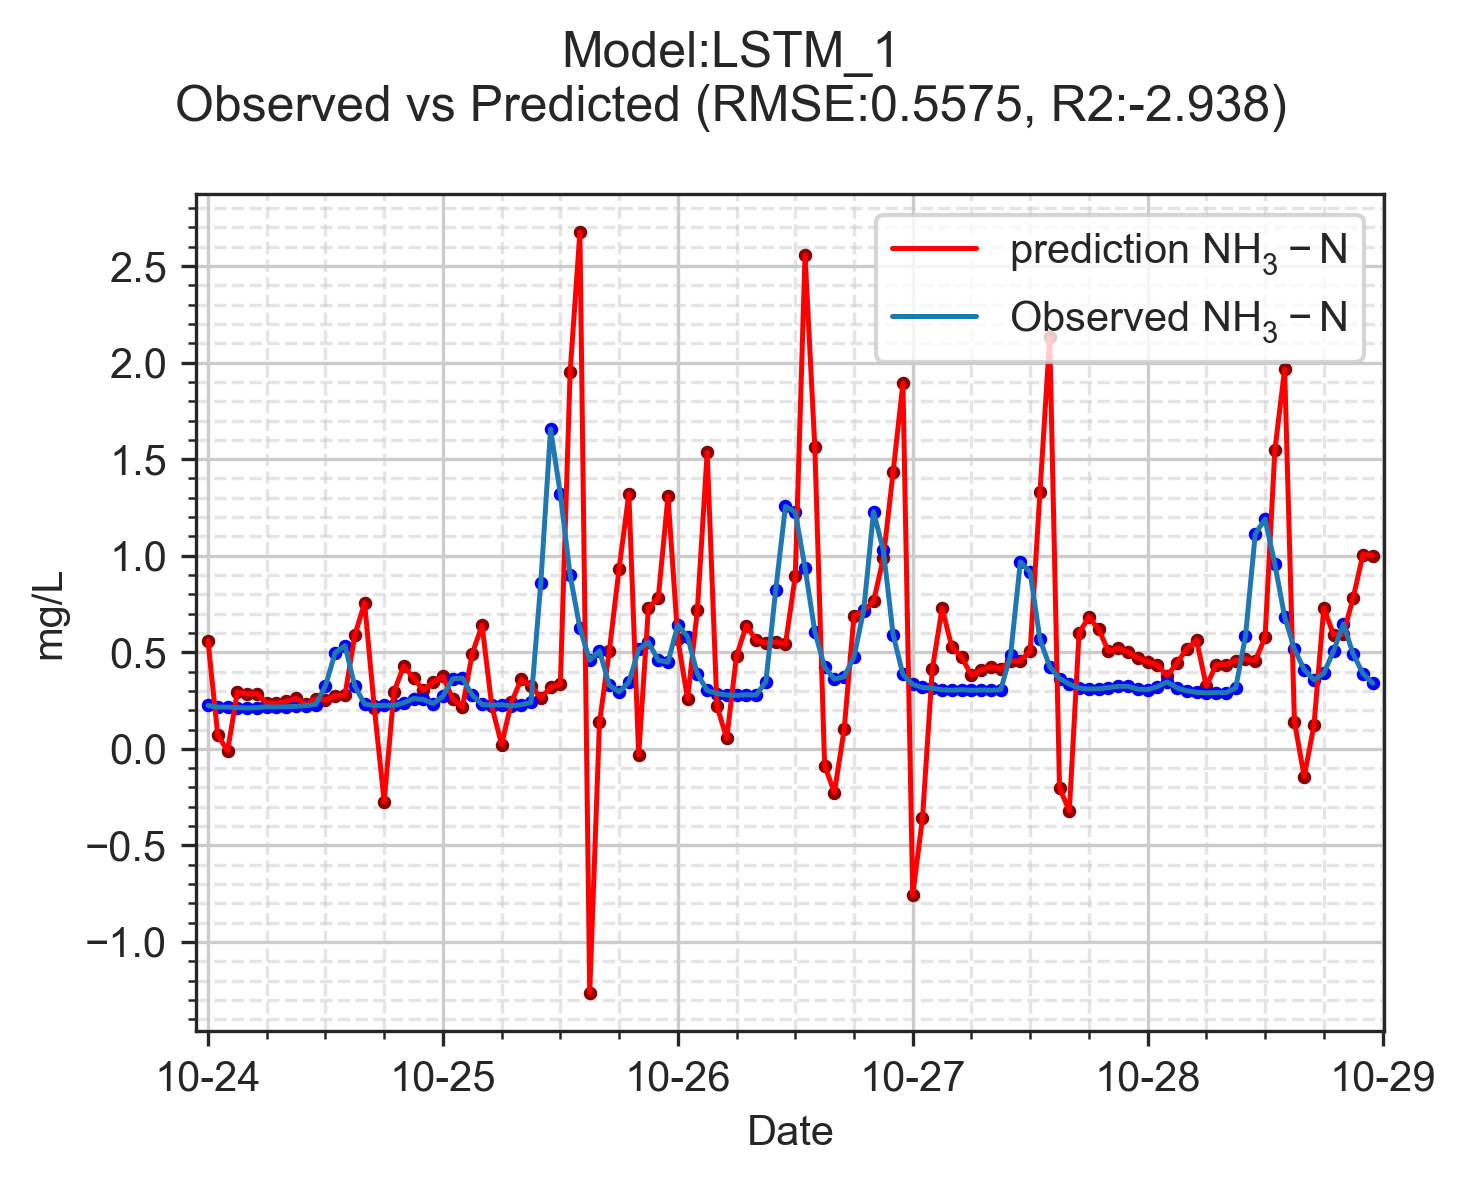 Model:LSTM_1
Observed vs Predicted (RMSE:0.5575, R2:-2.938)
prediction NH₃ − N
Observed NH₃ − N
2.5
2.0
1.5
1.0
0.5
0.0
−0.5
−1.0
mg/L
10-24 10-25 10-26 10-27 10-28 10-29
Date